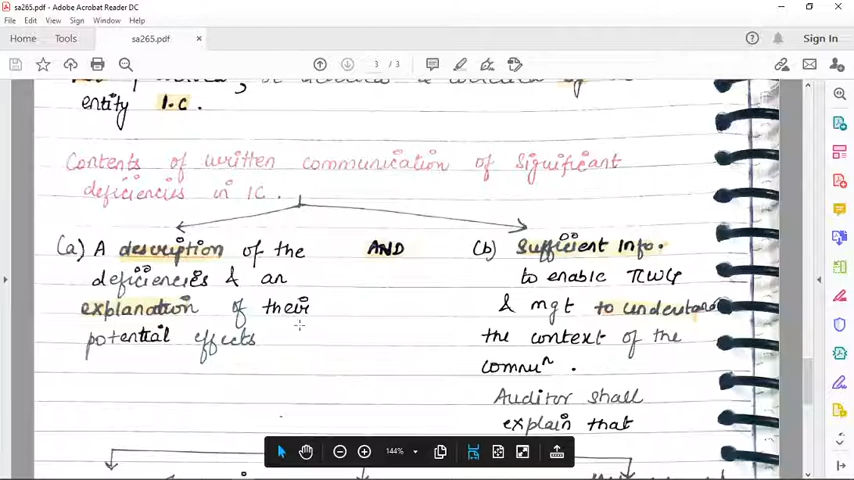 sa265.pdf - Adobe Acrobat Reader DC
File Edit View Sign Window Help
Home Tools sa265.pdf × Sign In
3 / 3
entity I.C.
Contents of written communication of Significant
deficiencies in IC.
(a) A description of the
deficiencies & an
explanation of their
potential effects
AND
(b) Sufficient Info.
to enable TCWG
& mgt to understand
the context of the
commuⁿ.
Auditor shall
explain that
144%